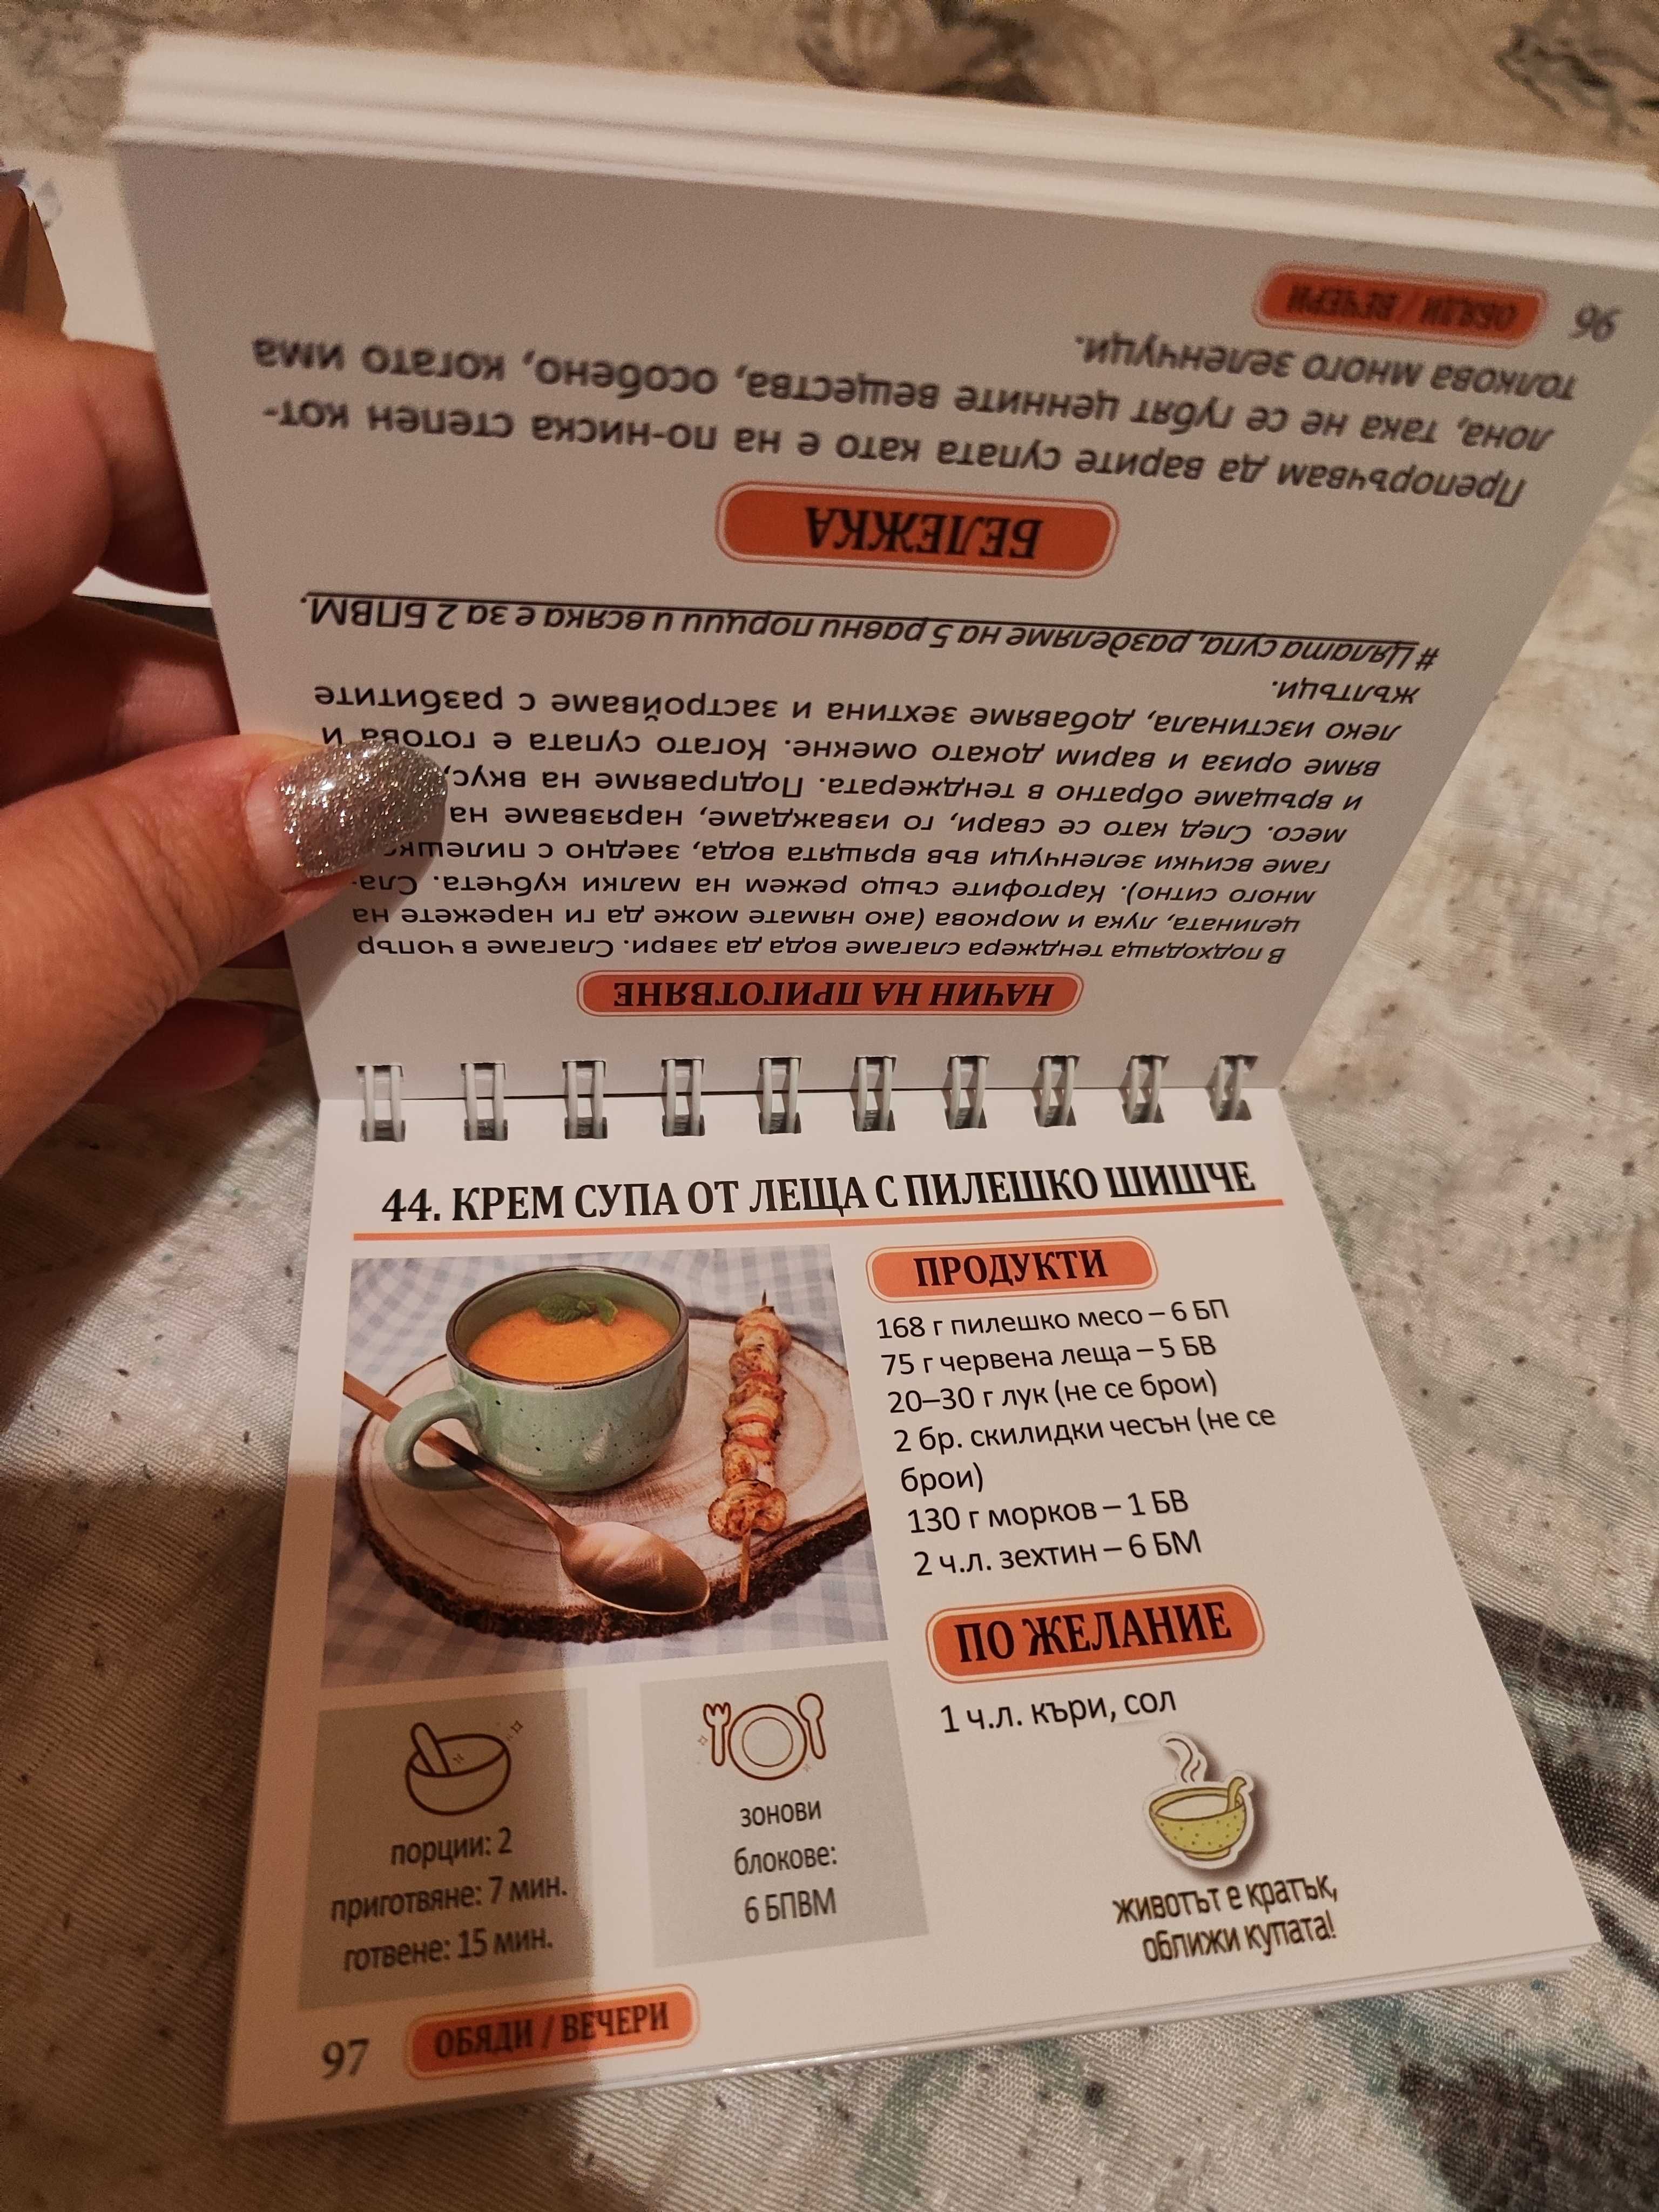 НАЧИН НА ПРИГОТВЯНЕ
В подходяща тенджера слагаме вода да заври. Слагаме в чопър
целината, лука и моркова (ако нямате може да ги нарежете на
много ситно). Картофите също режем на малки кубчета. Сла-
гаме всички зеленчуци във врящата вода, заедно с
месо. След като се свари, го изваждаме, нарязваме на
и връщаме обратно в тенджерата. Подправяме на вкус,
вяме ориза и варим докато омекне. Когато супата е готова и
леко изстинала, добавяме зехтина и застройваме с разбитите
жълтъци.
# Цялата супа, разделяме на 5 равни порции и всяка е за 2 БПВМ.
БЕЛЕЖКА
Препоръчвам да варите супата като е на по-ниска степен кот-
лона, така не се губят ценните вещества, особено, когато има
толкова много зеленчуци.
ОБЯДИ / ВЕЧЕРИ
96
44. КРЕМ СУПА ОТ ЛЕЩА С ПИЛЕШКО ШИШЧЕ
ПРОДУКТИ
168 г пилешко месо – 6 БП
75 г червена леща – 5 БВ
20–30 г лук (не се брои)
2 бр. скилидки чесън (не се
брои)
130 г морков – 1 БВ
2 ч.л. зехтин – 6 БМ
ПО ЖЕЛАНИЕ
1 ч.л. къри, сол
порции: 2
приготвяне: 7 мин.
готвене: 15 мин.
зонови
блокове:
6 БПВМ
животът е кратък,
оближи купата!
97
ОБЯДИ / ВЕЧЕРИ